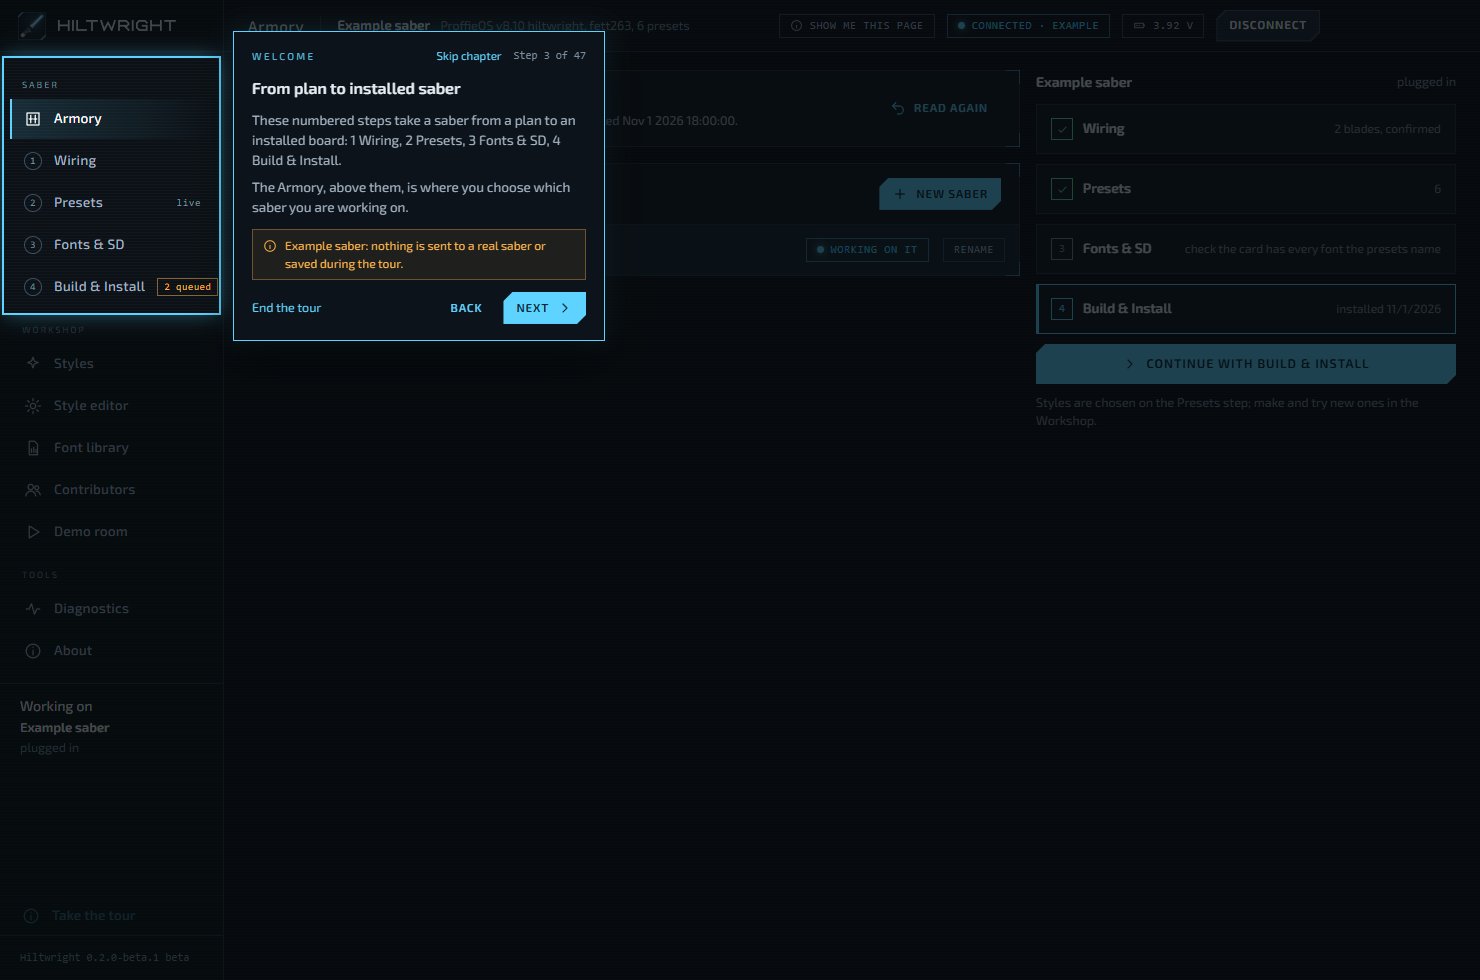 HILTWRIGHT
Armory
Example saber ProffieOS v8.10 hiltwright, fett263, 6 presets
SHOW ME THIS PAGE
CONNECTED · EXAMPLE
3.92 V
DISCONNECT
SABER
Armory
1 Wiring
2 Presets live
3 Fonts & SD
4 Build & Install 2 queued
WORKSHOP
Styles
Style editor
Font library
Contributors
Demo room
TOOLS
Diagnostics
About
Working on
Example saber
plugged in
Take the tour
Hiltwright 0.2.0-beta.1 beta
WELCOME Skip chapter Step 3 of 47
From plan to installed saber
These numbered steps take a saber from a plan to an
installed board: 1 Wiring, 2 Presets, 3 Fonts & SD, 4
Build & Install.
The Armory, above them, is where you choose which
saber you are working on.
Example saber: nothing is sent to a real saber or
saved during the tour.
End the tour BACK NEXT
ed Nov 1 2026 18:00:00.
READ AGAIN
NEW SABER
WORKING ON IT RENAME
Example saber plugged in
Wiring 2 blades, confirmed
Presets 6
3 Fonts & SD check the card has every font the presets name
4 Build & Install installed 11/1/2026
CONTINUE WITH BUILD & INSTALL
Styles are chosen on the Presets step; make and try new ones in the
Workshop.